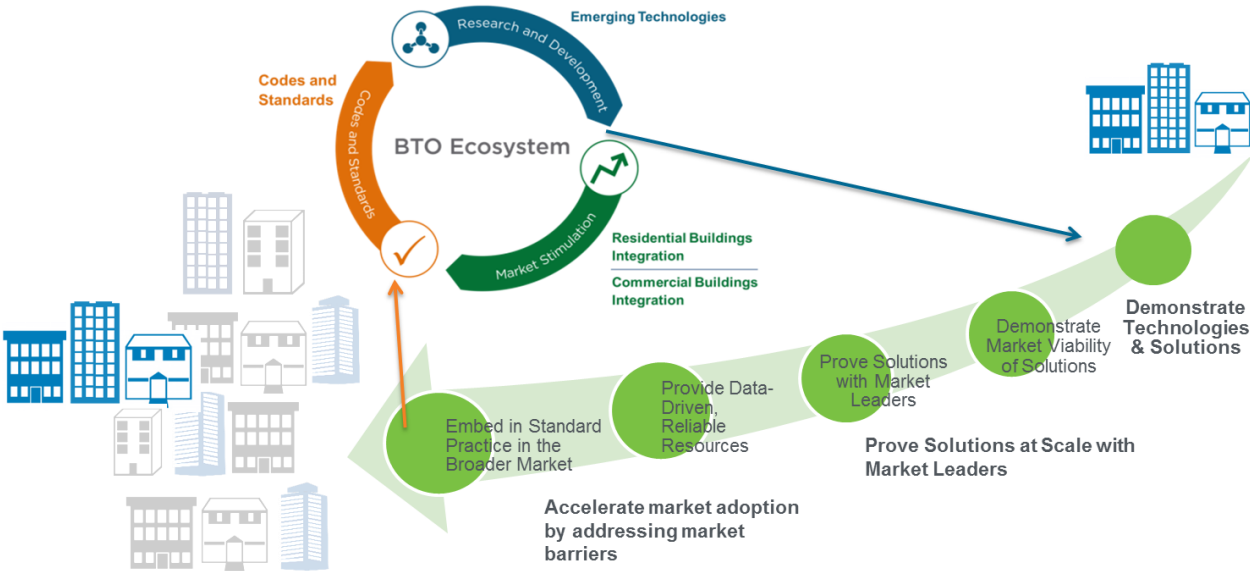 Emerging Technologies
Research and Development
Codes and
Standards
Codes and Standards
BTO Ecosystem
Market Stimulation
Residential Buildings
Integration
Commercial Buildings
Integration
Demonstrate
Technologies
& Solutions
Demonstrate
Market Viability
of Solutions
Prove Solutions
with Market
Leaders
Provide Data-
Driven,
Reliable
Resources
Embed in Standard
Practice in the
Broader Market
Prove Solutions at Scale with
Market Leaders
Accelerate market adoption
by addressing market
barriers